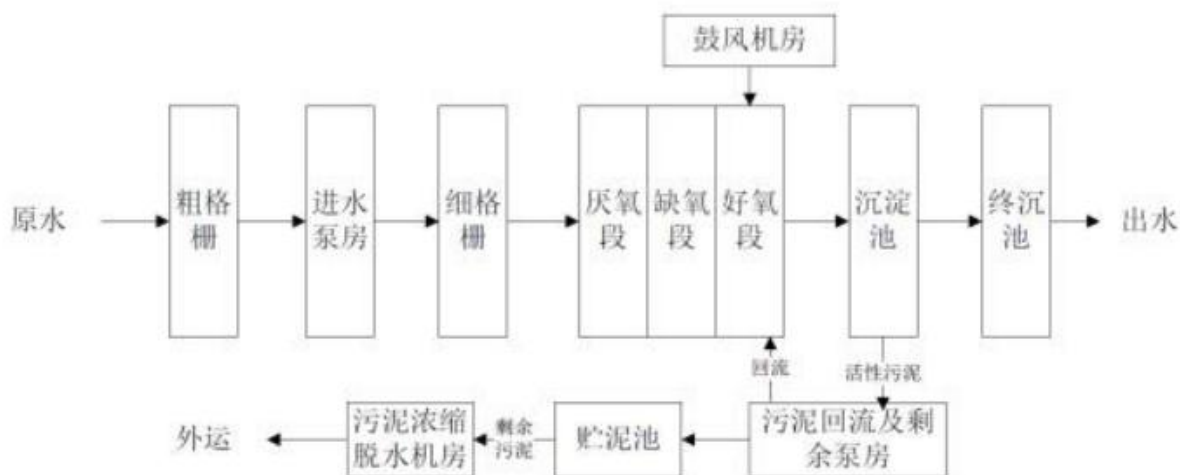 鼓风机房
原水
粗格
栅
进水
泵房
细格
栅
厌氧
段
缺氧
段
好氧
段
沉淀
池
终沉
池
出水
回流
活性污泥
外运
污泥浓缩
脱水机房
剩余
污泥
贮泥池
污泥回流及剩
余泵房